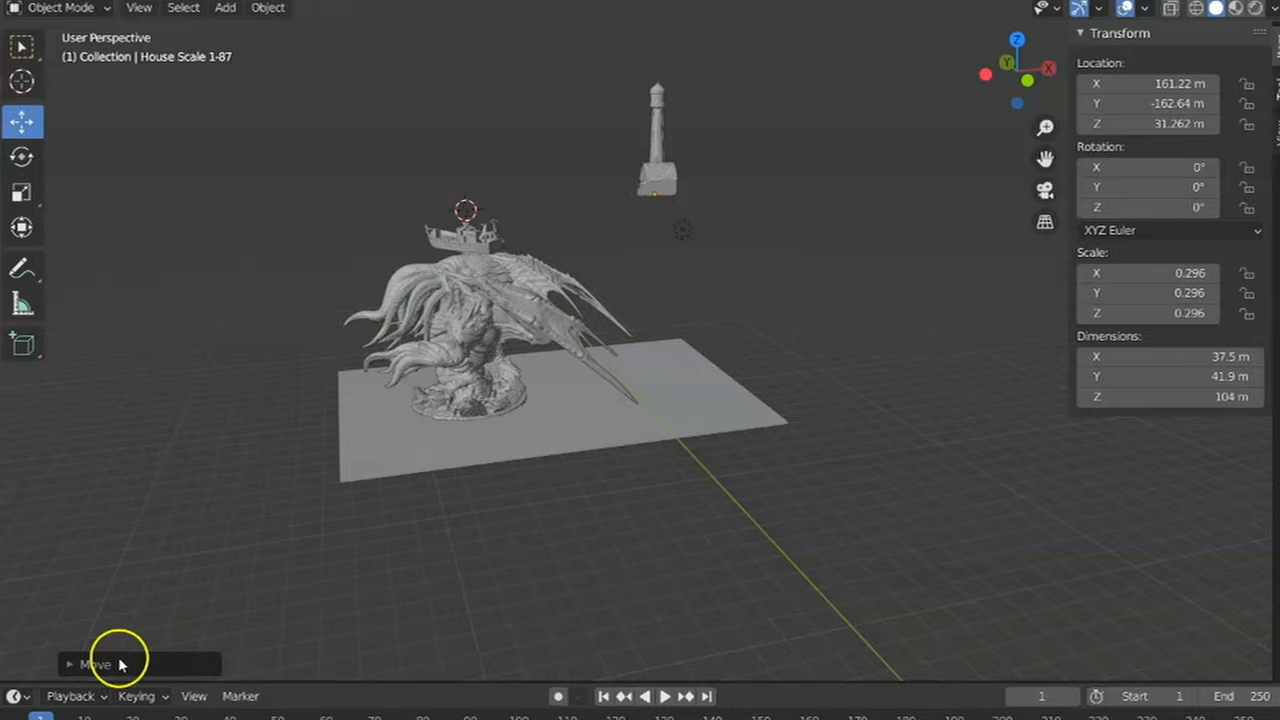 Object Mode View Select Add Object
User Perspective
(1) Collection | House Scale 1-87
Z
Y
X
Transform
Location:
X 161.22 m
Y -162.64 m
Z 31.262 m
Rotation:
X 0°
Y 0°
Z 0°
XYZ Euler
Scale:
X 0.296
Y 0.296
Z 0.296
Dimensions:
X 37.5 m
Y 41.9 m
Z 104 m
Move
Playback Keying View Marker 1 Start 1 End 250